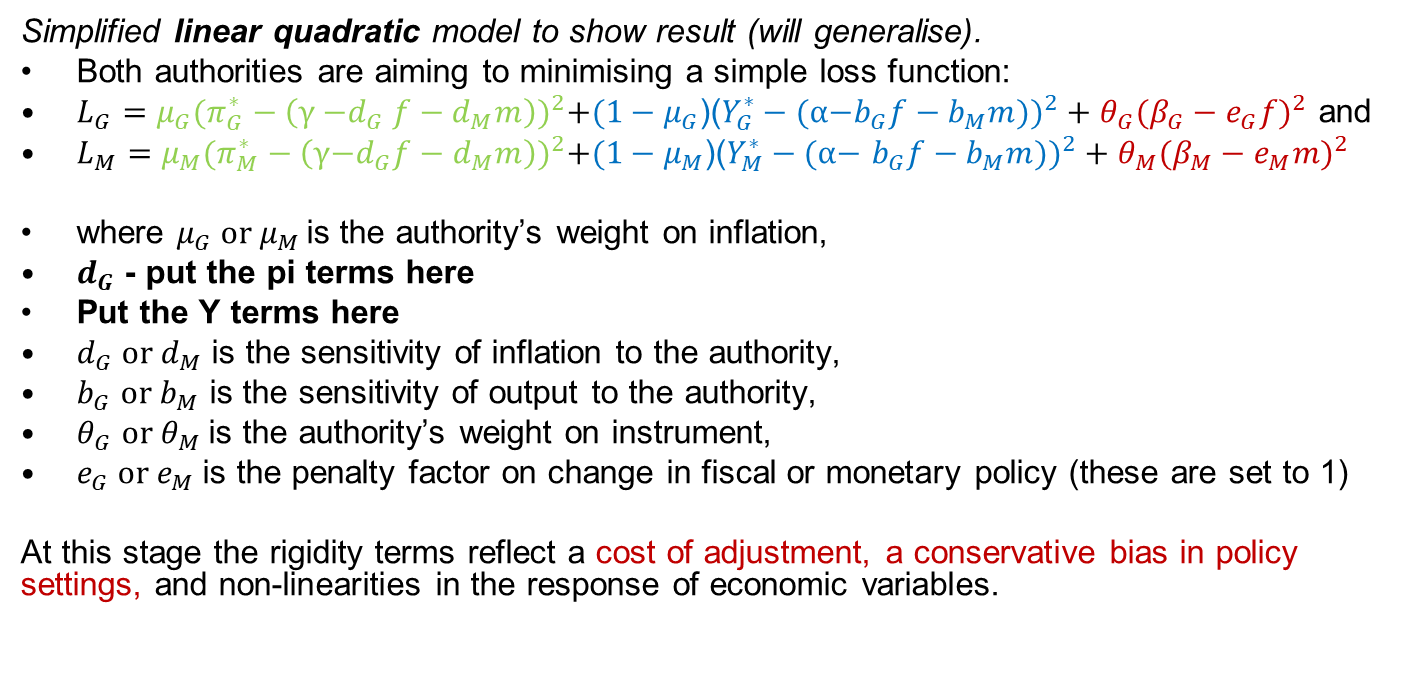 Simplified linear quadratic model to show result (will generalise).
• Both authorities are aiming to minimising a simple loss function:
• L_G = μ_G(π_G^* − (γ −d_G f − d_M m))^2+(1 − μ_G)(Y_G^* − (α−b_G f − b_M m))^2 + θ_G(β_G − e_G f)^2 and
• L_M = μ_M(π_M^* − (γ−d_G f − d_M m))^2+(1 − μ_M)(Y_M^* − (α− b_G f − b_M m))^2 + θ_M(β_M − e_M m)^2
• where μ_G or μ_M is the authority’s weight on inflation,
• d_G - put the pi terms here
• Put the Y terms here
• d_G or d_M is the sensitivity of inflation to the authority,
• b_G or b_M is the sensitivity of output to the authority,
• θ_G or θ_M is the authority’s weight on instrument,
• e_G or e_M is the penalty factor on change in fiscal or monetary policy (these are set to 1)
At this stage the rigidity terms reflect a cost of adjustment, a conservative bias in policy
settings, and non-linearities in the response of economic variables.